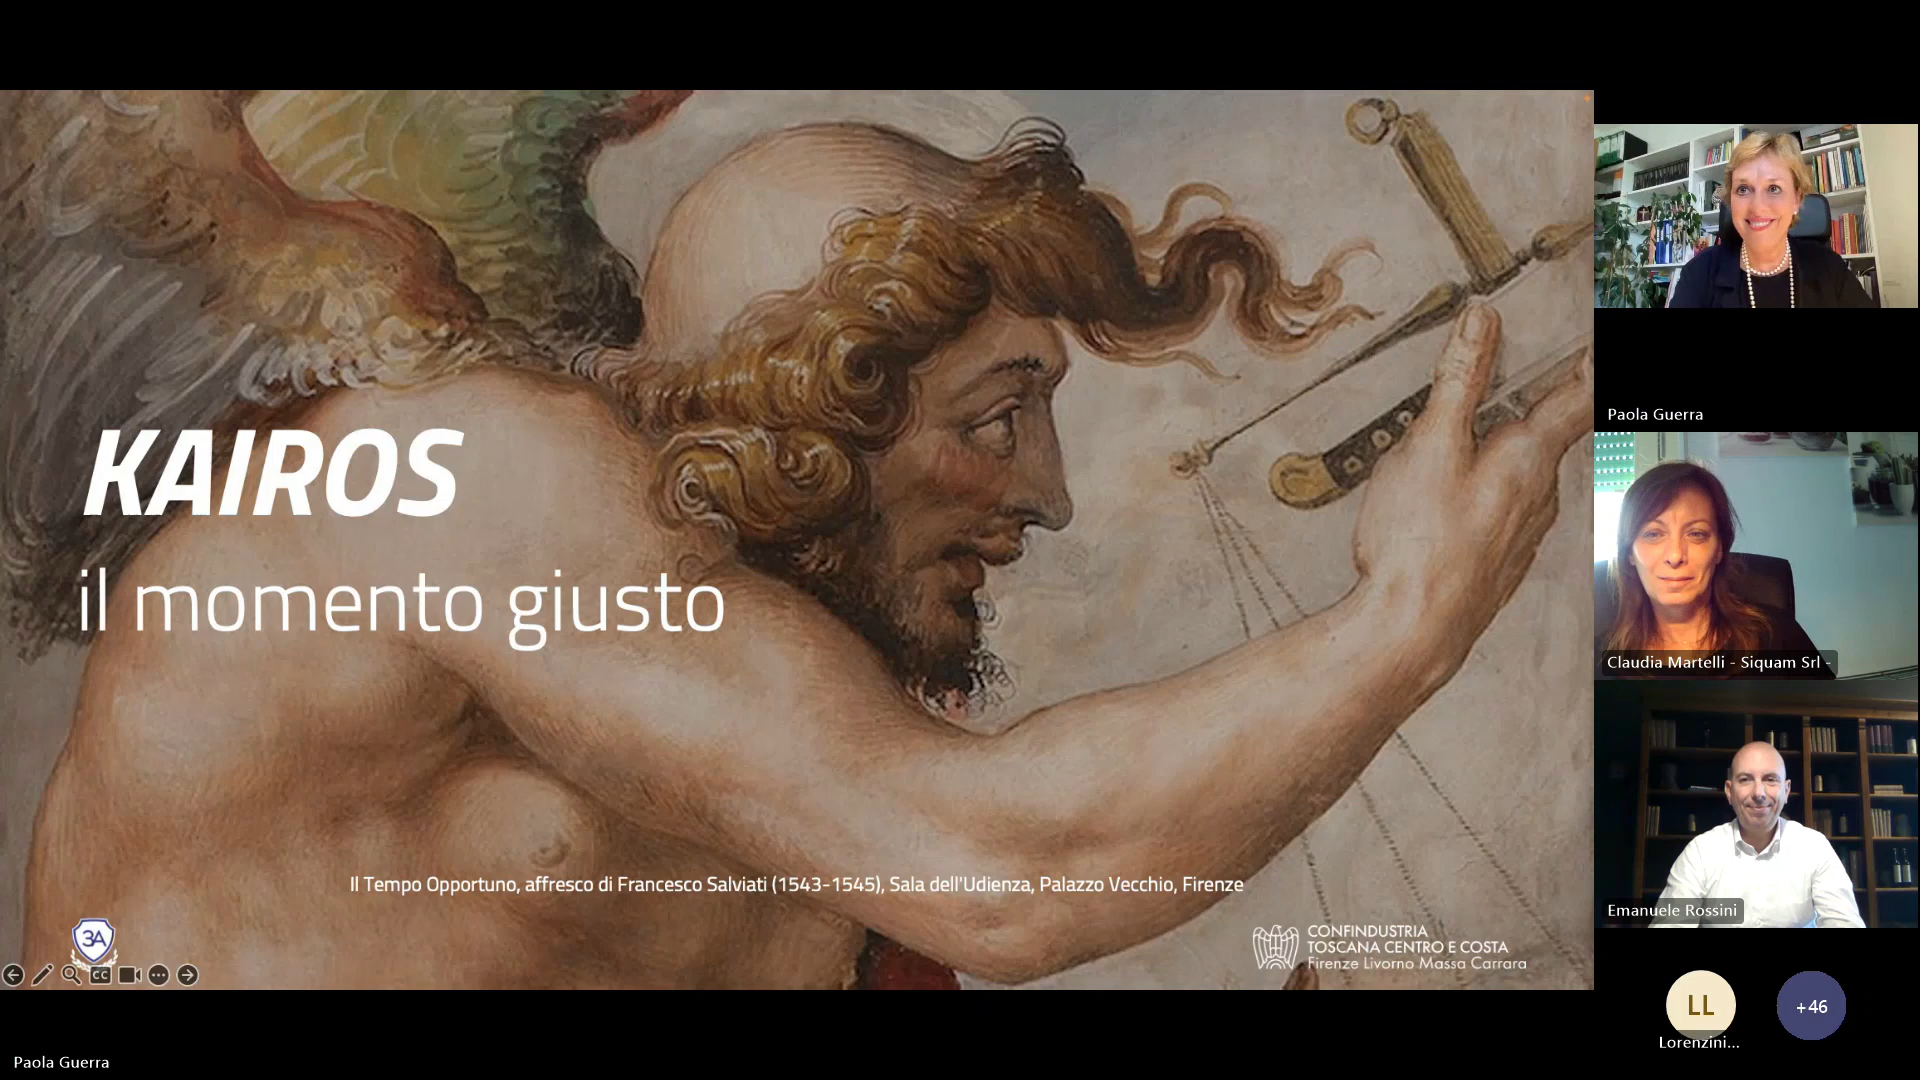 KAIROS
il momento giusto
Il Tempo Opportuno, affresco di Francesco Salviati (1543-1545), Sala dell'Udienza, Palazzo Vecchio, Firenze
3A
CONFINDUSTRIA
TOSCANA CENTRO E COSTA
Firenze Livorno Massa Carrara
CC
Paola Guerra
Paola Guerra
Claudia Martelli - Siquam Srl -
Emanuele Rossini
LL
Lorenzini...
+46